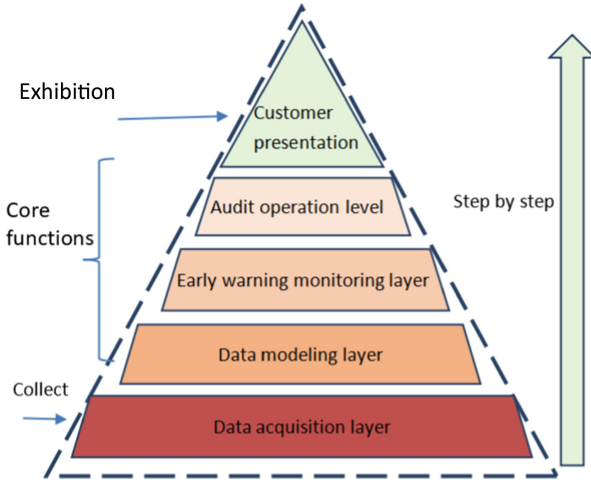 Exhibition
Customer
presentation
Audit operation level
Step by step
Core
functions
Early warning monitoring layer
Data modeling layer
Collect
Data acquisition layer